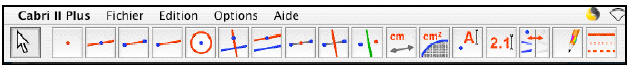 Cabri II Plus Fichier Edition Options Aide
cm cm² A 2.1